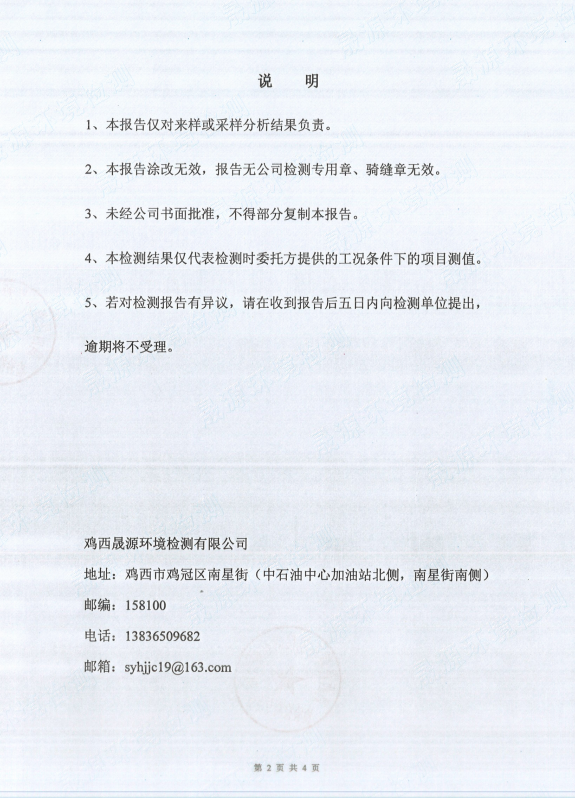 说 明
1、本报告仅对来样或采样分析结果负责。
2、本报告涂改无效，报告无公司检测专用章、骑缝章无效。
3、未经公司书面批准，不得部分复制本报告。
4、本检测结果仅代表检测时委托方提供的工况条件下的项目测值。
5、若对检测报告有异议，请在收到报告后五日内向检测单位提出，
逾期将不受理。
鸡西晟源环境检测有限公司
地址：鸡西市鸡冠区南星街（中石油中心加油站北侧，南星街南侧）
邮编：158100
电话：13836509682
邮箱：syhjjc19@163.com
第 2 页 共 4 页